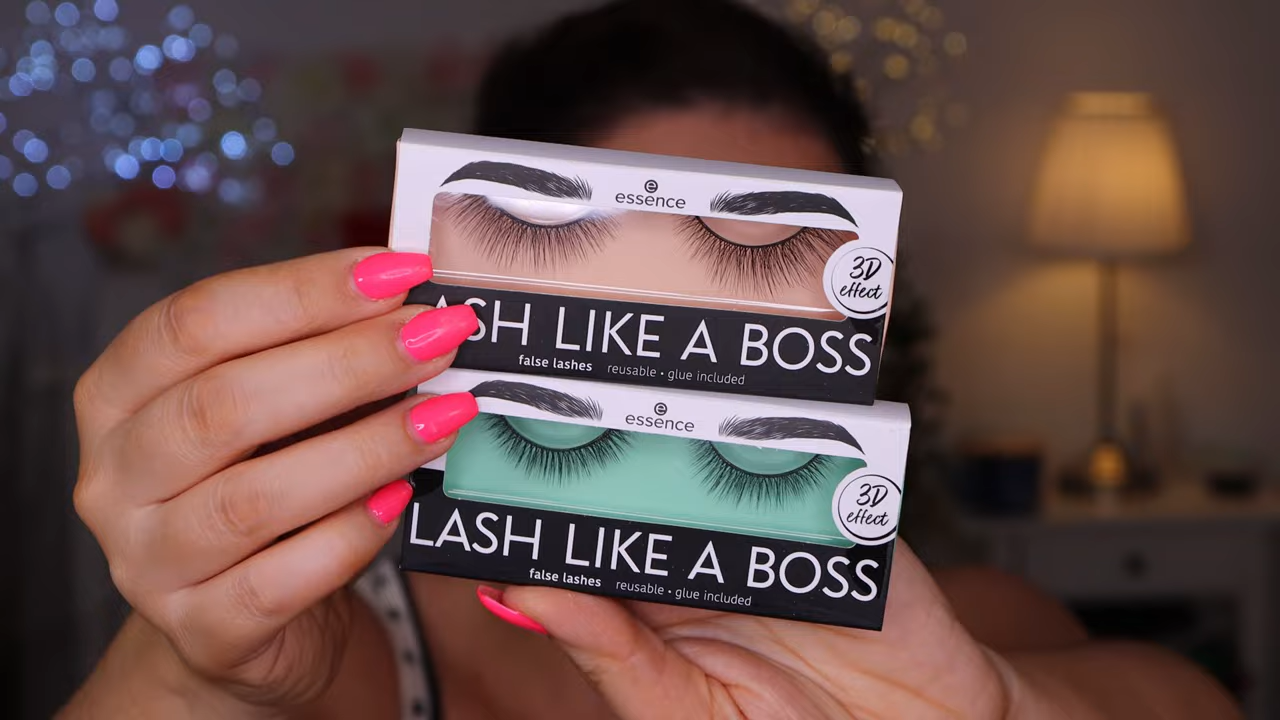 essence
3D
effect
LASH LIKE A BOSS
false lashes reusable • glue included
essence
3D
effect
LASH LIKE A BOSS
false lashes reusable • glue included